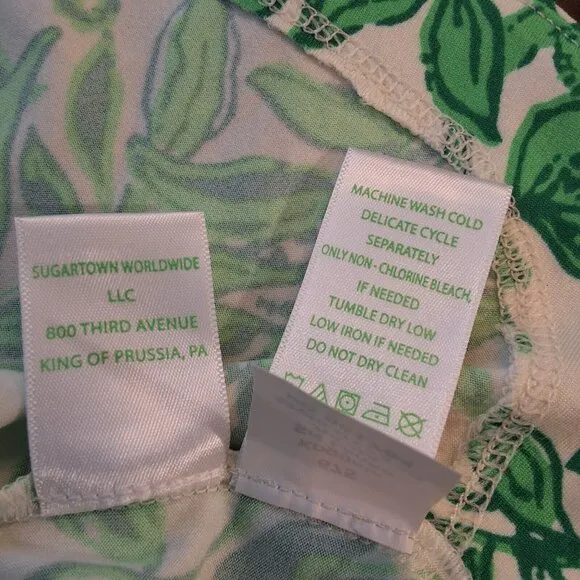 SUGARTOWN WORLDWIDE
LLC
800 THIRD AVENUE
KING OF PRUSSIA, PA
MACHINE WASH COLD
DELICATE CYCLE
SEPARATELY
ONLY NON - CHLORINE BLEACH,
IF NEEDED
TUMBLE DRY LOW
LOW IRON IF NEEDED
DO NOT DRY CLEAN